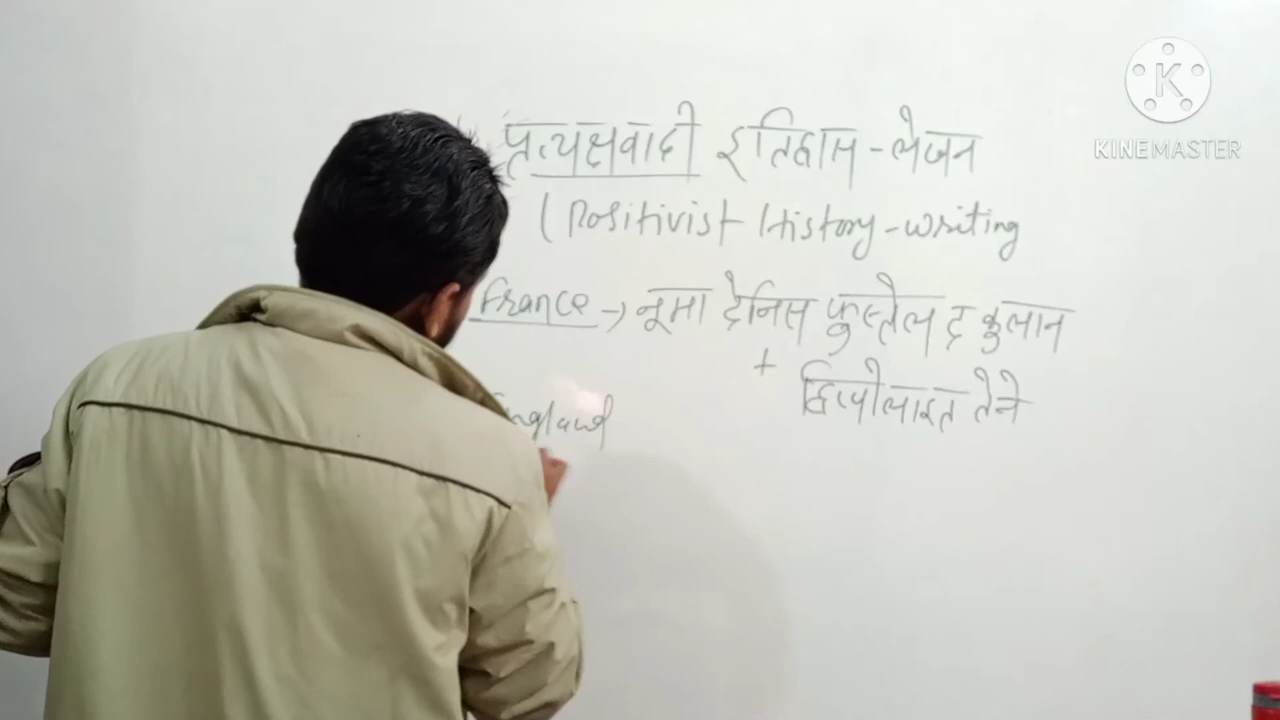 प्रत्यक्षवादी इतिहास-लेखन
(Positivist History-writing
France → नूमा देनिस फुस्तेल द कुलान
+
हिप्पोलाइत तेने
England
K
KINEMASTER